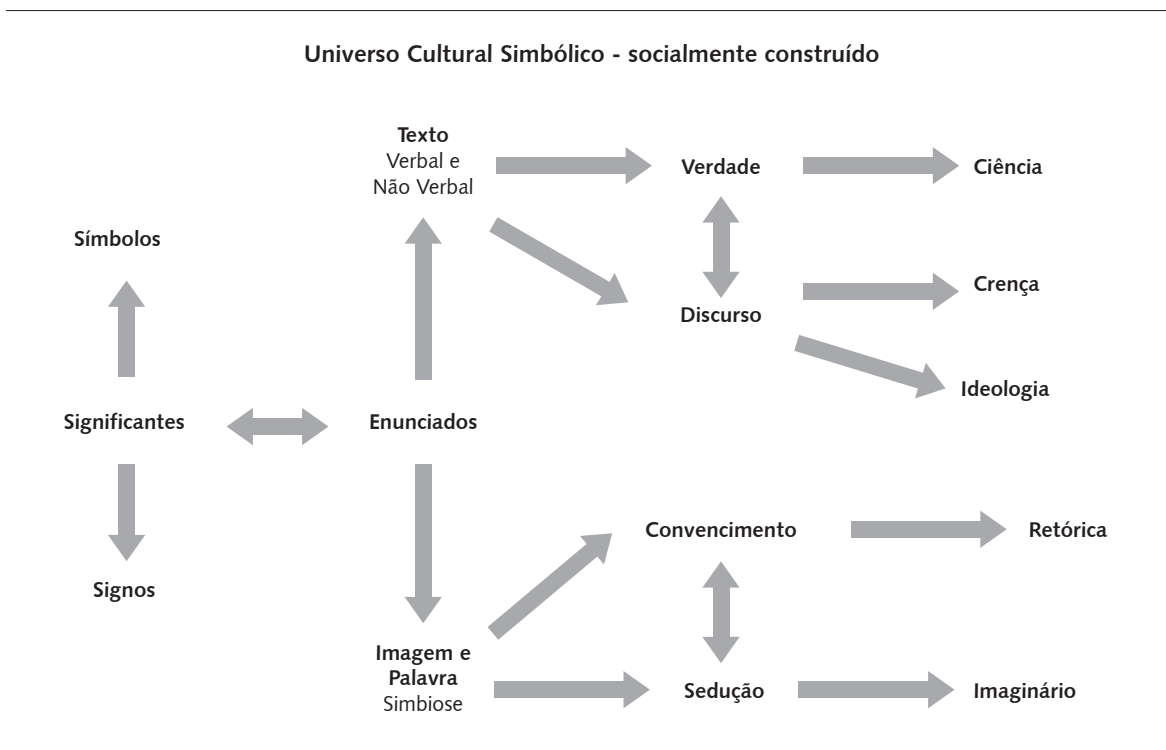 Universo Cultural Simbólico - socialmente construído
Texto
Verbal e
Não Verbal
Verdade
Ciência
Símbolos
Crença
Discurso
Ideologia
Significantes
Enunciados
Convencimento
Retórica
Signos
Imagem e
Palavra
Simbiose
Sedução
Imaginário